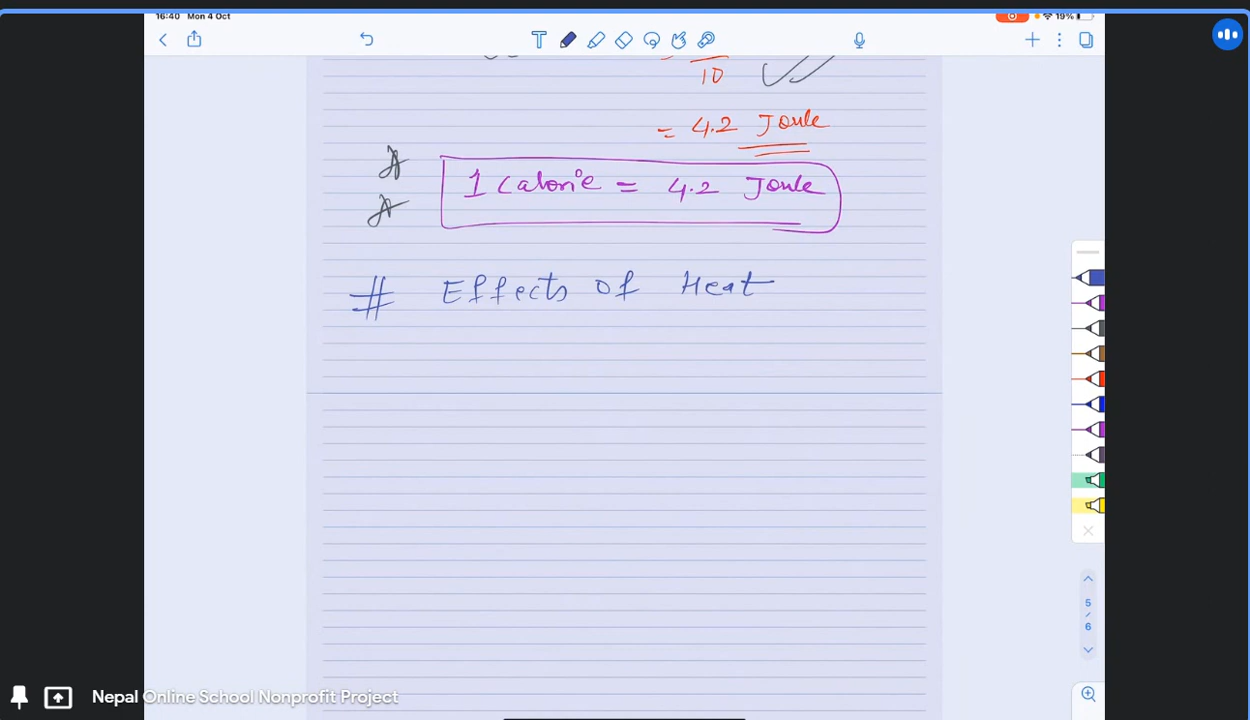 16:40 Mon 4 Oct
19%
10
= 4.2 Joule
1 Calorie = 4.2 Joule
# Effects of Heat
5
6
Nepal Online School Nonprofit Project